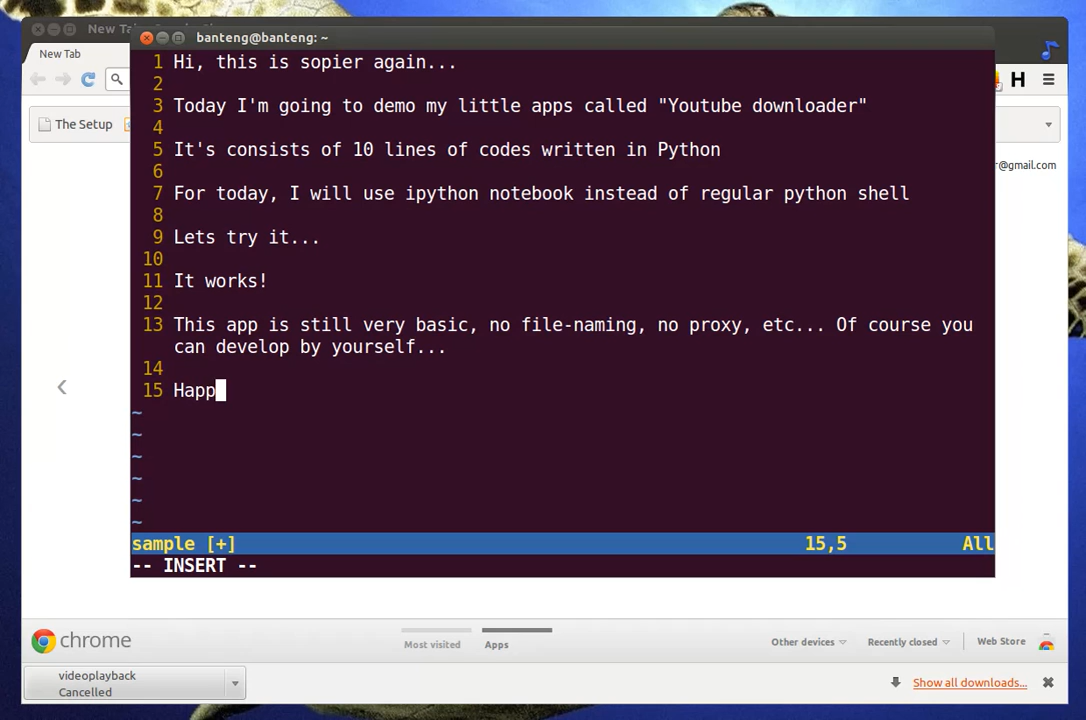 New Tab
banteng@banteng: ~
New Tab
H
The Setup
r@gmail.com
1 Hi, this is sopier again...
2
3 Today I'm going to demo my little apps called "Youtube downloader"
4
5 It's consists of 10 lines of codes written in Python
6
7 For today, I will use ipython notebook instead of regular python shell
8
9 Lets try it...
10
11 It works!
12
13 This app is still very basic, no file-naming, no proxy, etc... Of course you
can develop by yourself...
14
15 Happ
~
~
~
~
~
~
sample [+] 15,5 All
-- INSERT --
chrome Most visited Apps Other devices Recently closed Web Store
videoplayback
Cancelled
Show all downloads...